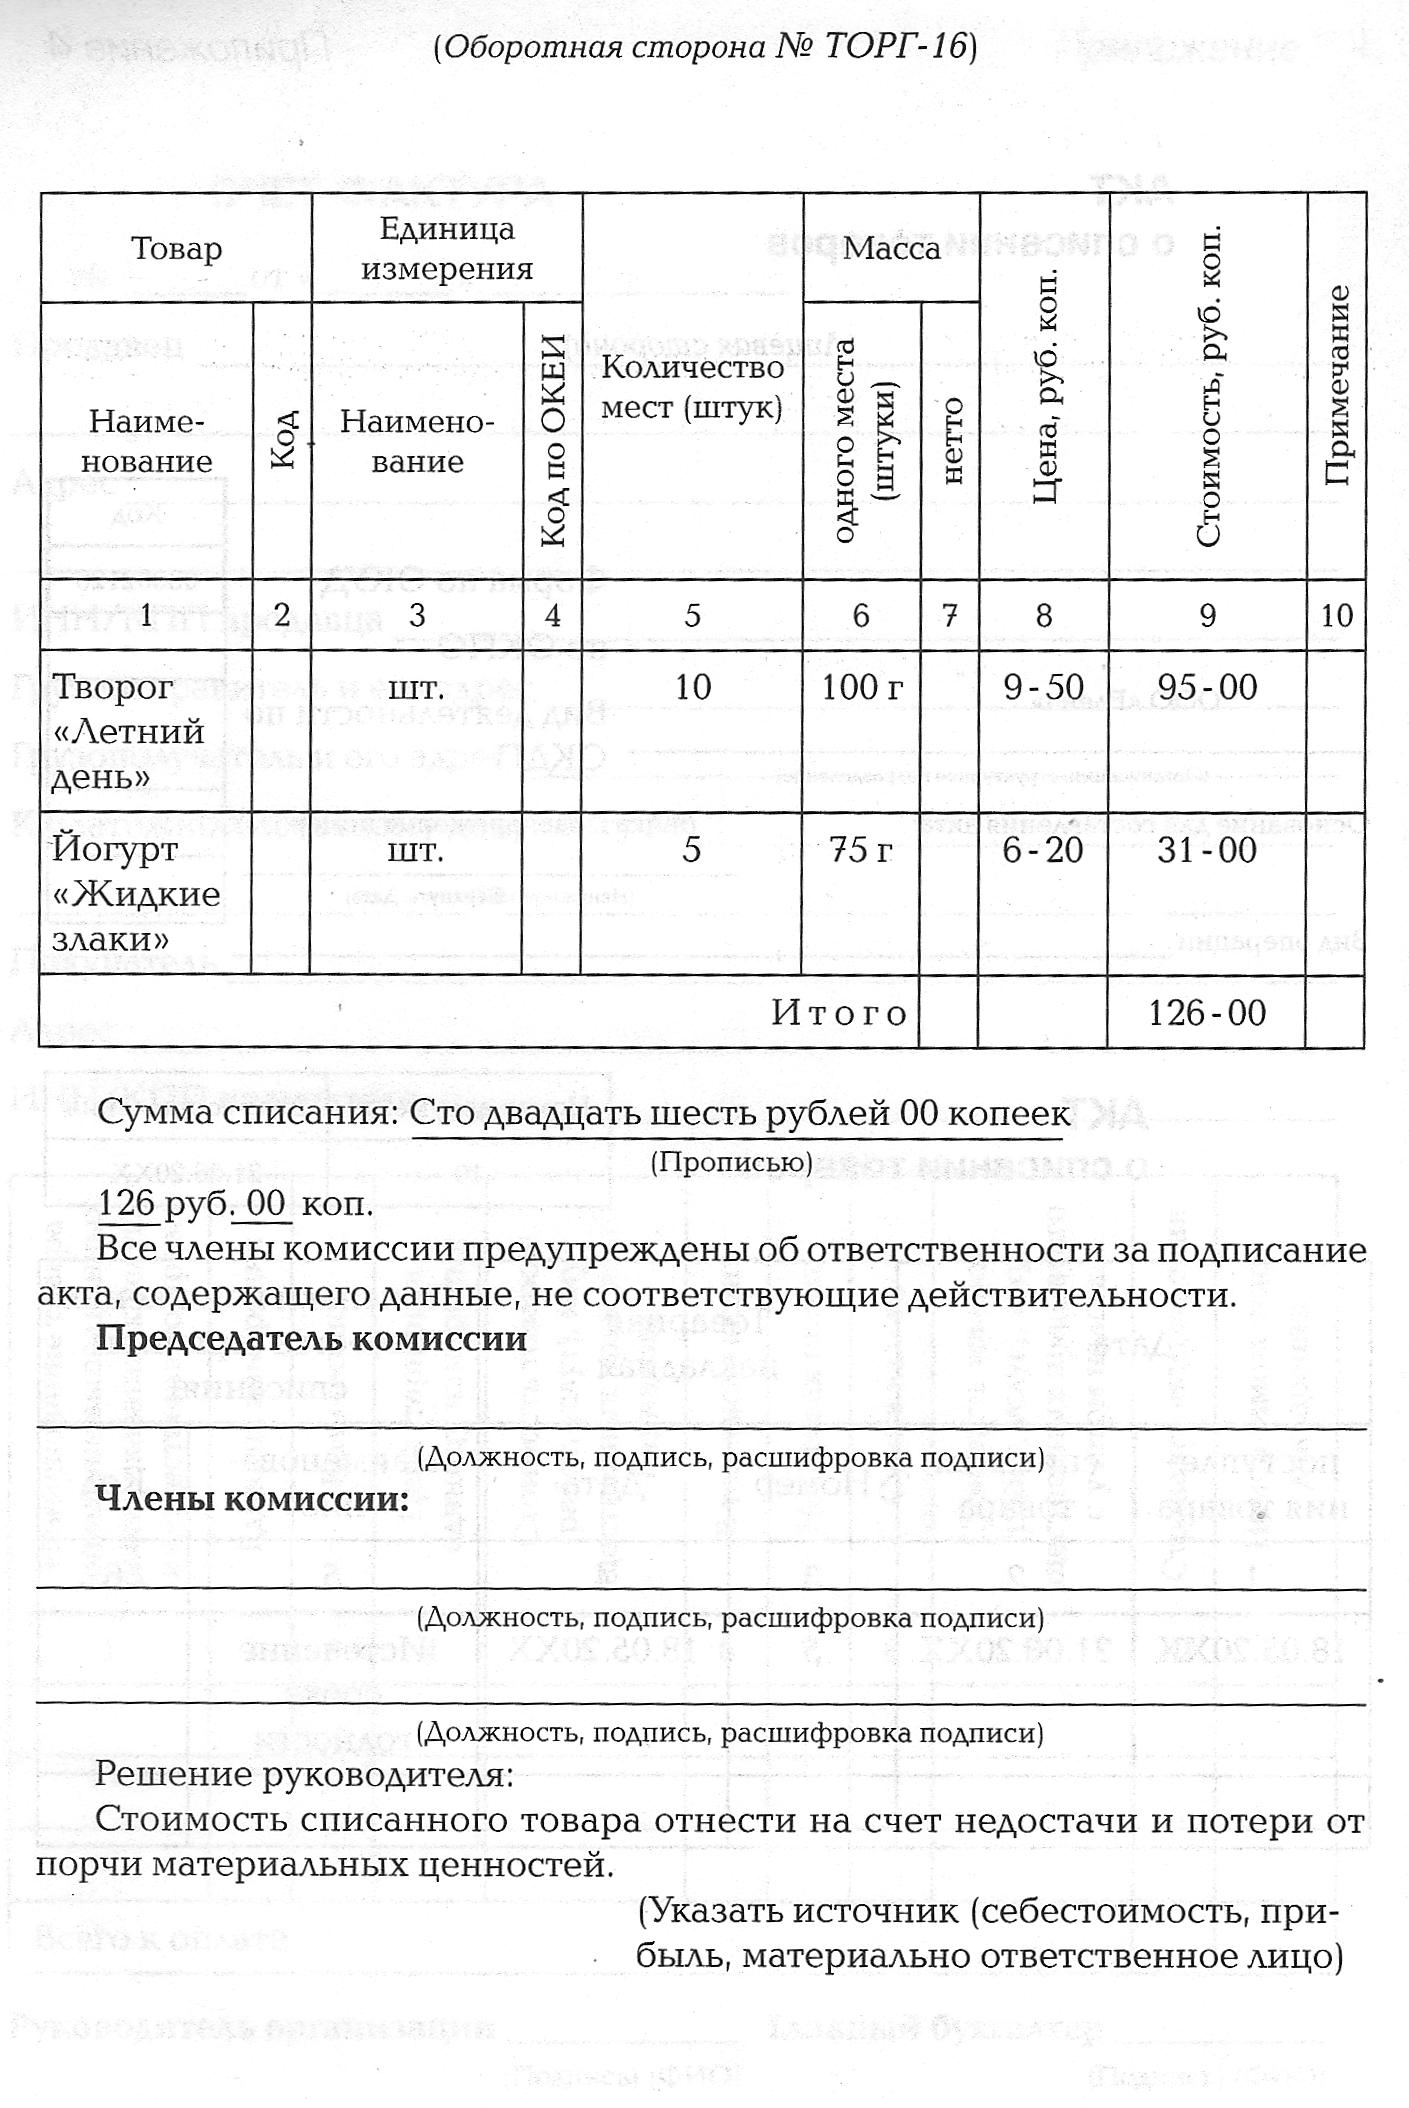 (Оборотная сторона № ТОРГ-16)
Товар
Единица
измерения
Количество
мест (штук)
Масса
Цена, руб. коп.
Стоимость, руб. коп.
Примечание
Наиме-
нование
Код
Наимено-
вание
Код по ОКЕИ
одного места
(штуки)
нетто
1 2 3 4 5 6 7 8 9 10
Творог шт. 10 100 г 9-50 95-00
«Летний
день»
Йогурт шт. 5 75 г 6-20 31-00
«Жидкие
злаки»
Итого 126-00
Сумма списания: Сто двадцать шесть рублей 00 копеек
(Прописью)
126 руб. 00 коп.
Все члены комиссии предупреждены об ответственности за подписание
акта, содержащего данные, не соответствующие действительности.
Председатель комиссии
(Должность, подпись, расшифровка подписи)
Члены комиссии:
(Должность, подпись, расшифровка подписи)
(Должность, подпись, расшифровка подписи)
Решение руководителя:
Стоимость списанного товара отнести на счет недостачи и потери от
порчи материальных ценностей.
(Указать источник (себестоимость, при-
быль, материально ответственное лицо)